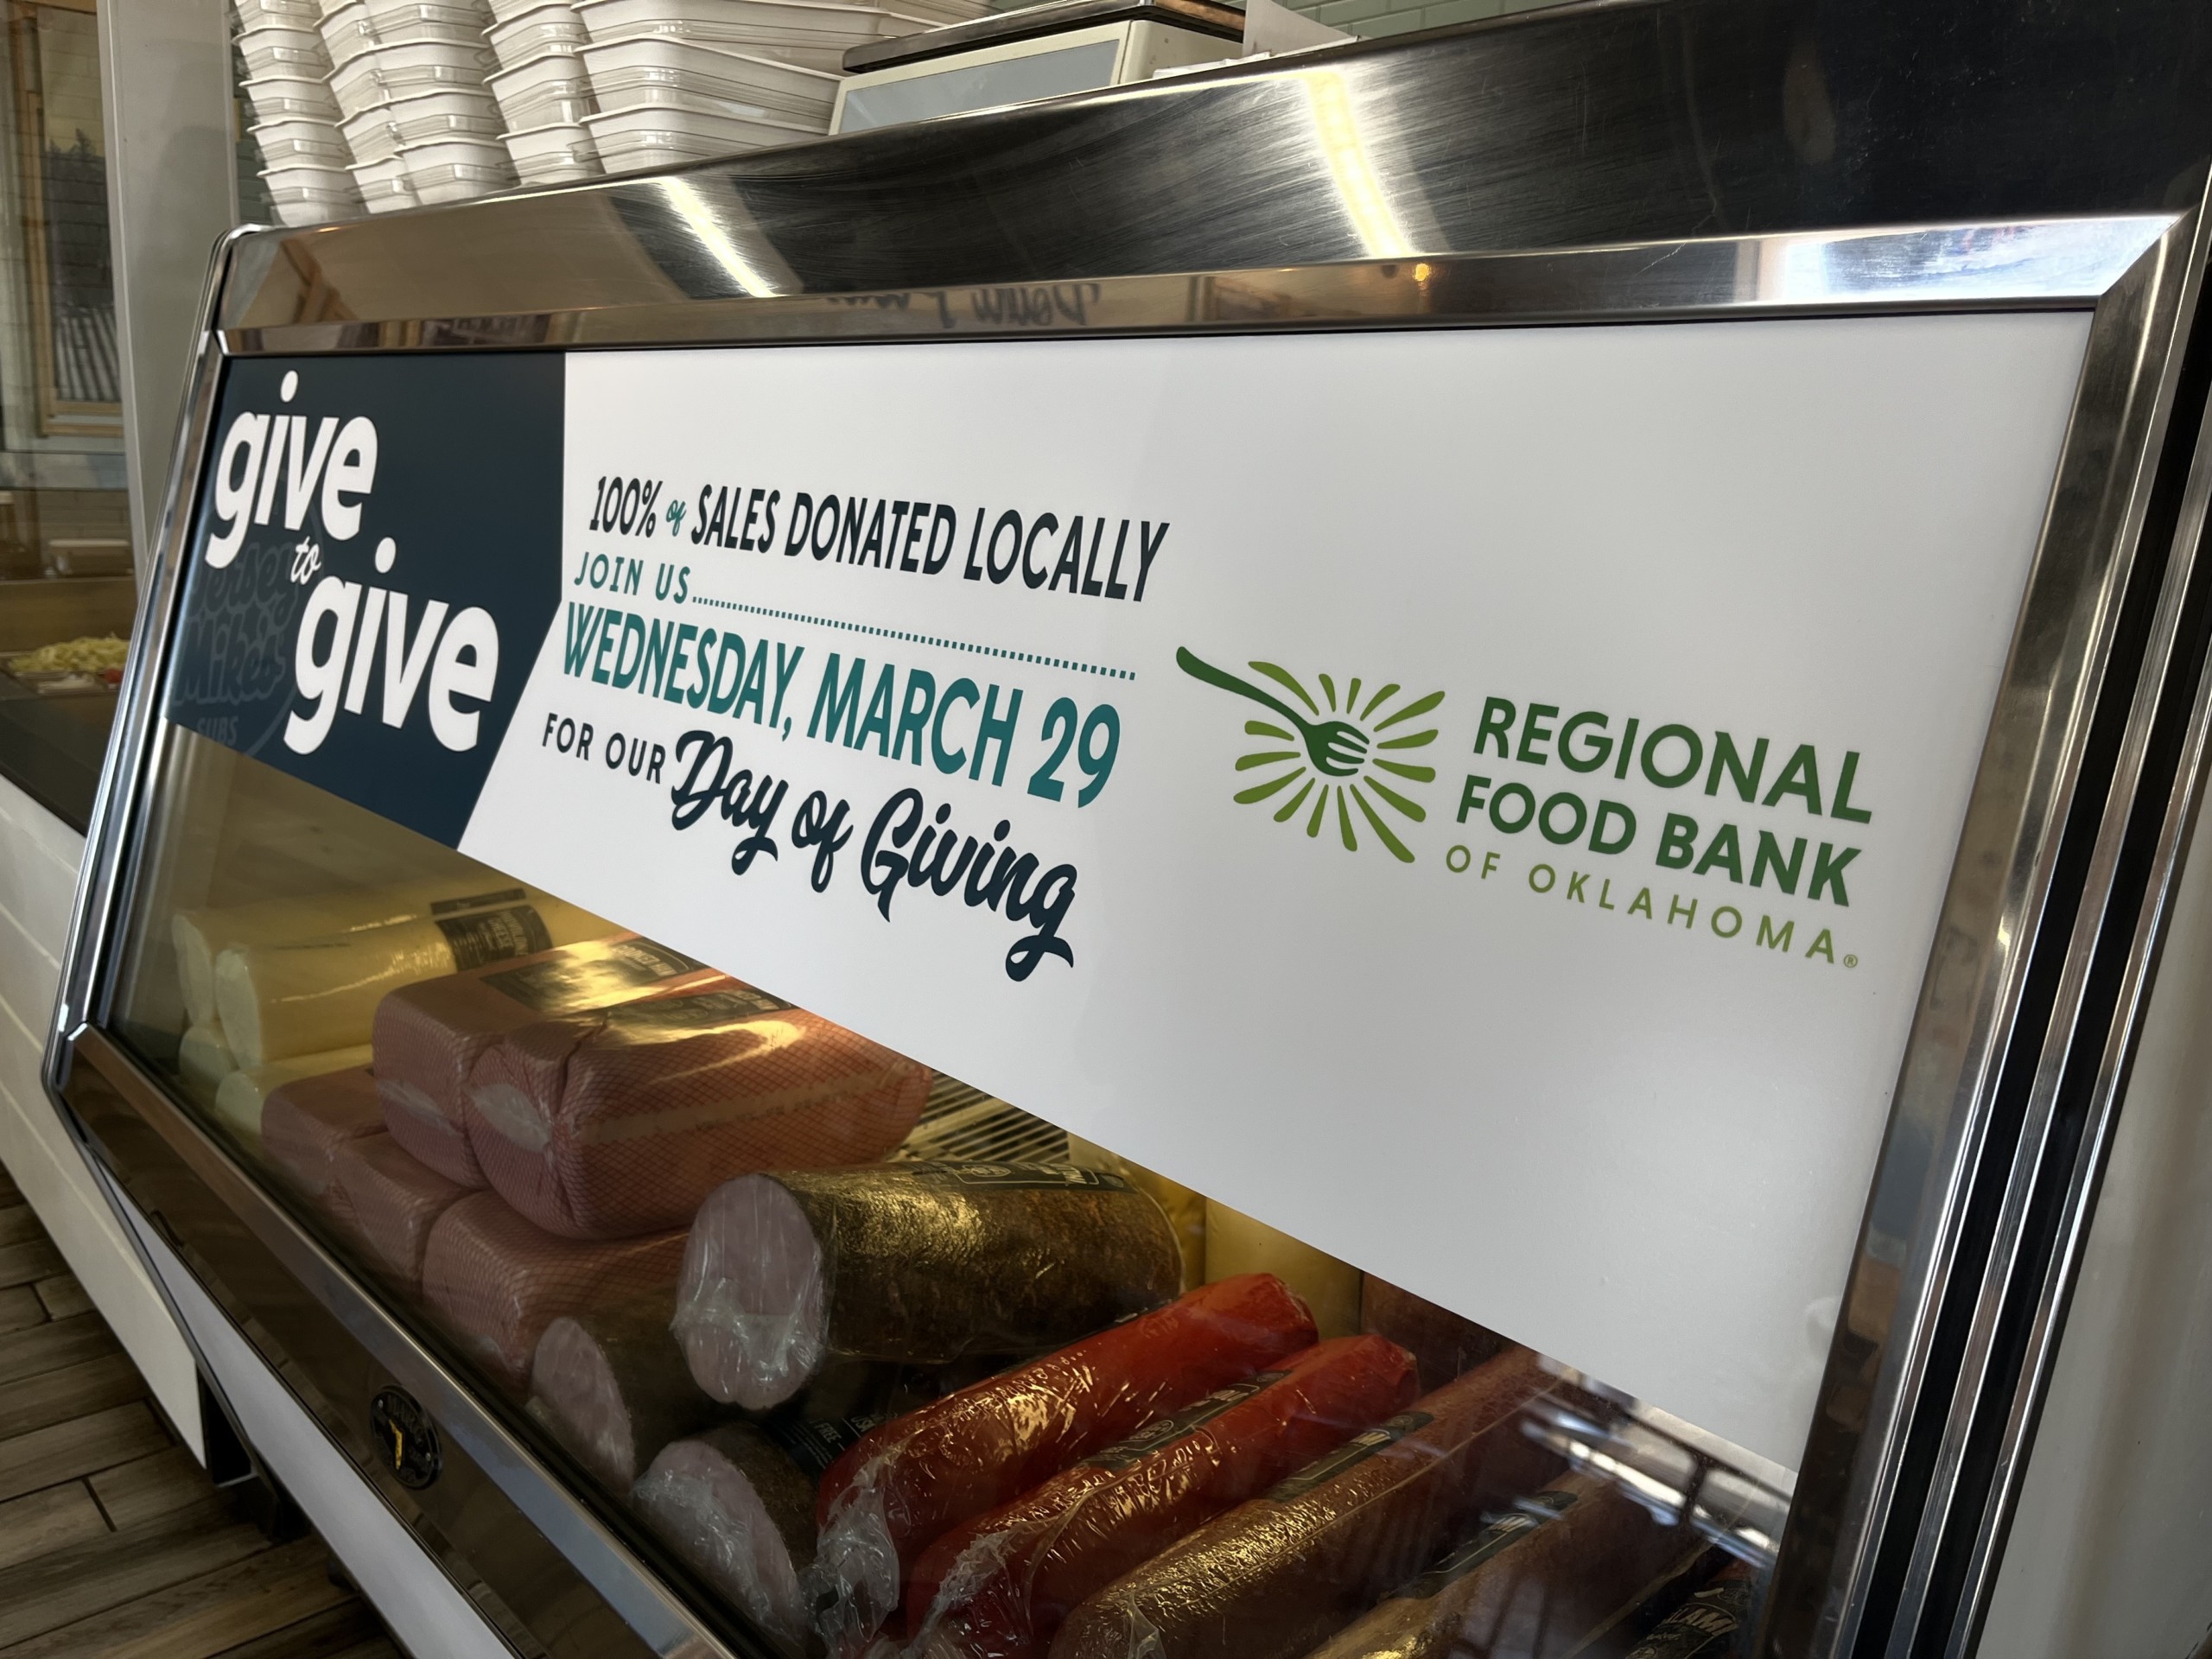 give
to
give
Jersey
Mike's
SUBS
100% of SALES DONATED LOCALLY
JOIN US
WEDNESDAY, MARCH 29
FOR OUR Day of Giving
REGIONAL
FOOD BANK
OF OKLAHOMA®